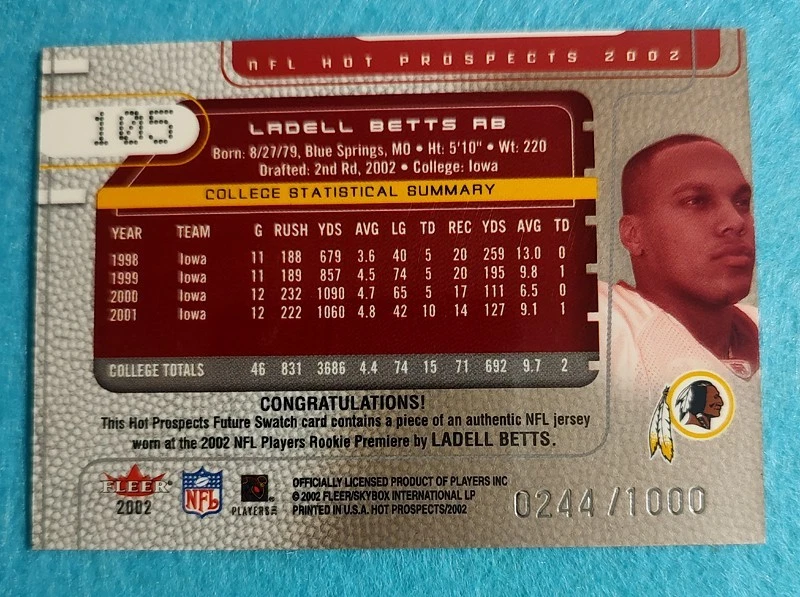 NFL HOT PROSPECTS 2002
105
LADELL BETTS RB
Born: 8/27/79, Blue Springs, MO • Ht: 5'10" • Wt: 220
Drafted: 2nd Rd, 2002 • College: Iowa
COLLEGE STATISTICAL SUMMARY
YEAR TEAM G RUSH YDS AVG LG TD REC YDS AVG TD
1998 Iowa 11 188 679 3.6 40 5 20 259 13.0 0
1999 Iowa 11 189 857 4.5 74 5 20 195 9.8 1
2000 Iowa 12 232 1090 4.7 65 5 17 111 6.5 0
2001 Iowa 12 222 1060 4.8 42 10 14 127 9.1 1
COLLEGE TOTALS 46 831 3686 4.4 74 15 71 692 9.7 2
CONGRATULATIONS!
This Hot Prospects Future Swatch card contains a piece of an authentic NFL jersey
worn at the 2002 NFL Players Rookie Premiere by LADELL BETTS.
FLEER
2002
NFL
PLAYERS INC
OFFICIALLY LICENSED PRODUCT OF PLAYERS INC
© 2002 FLEER/SKYBOX INTERNATIONAL LP
PRINTED IN U.S.A. HOT PROSPECTS/2002
0244/1000